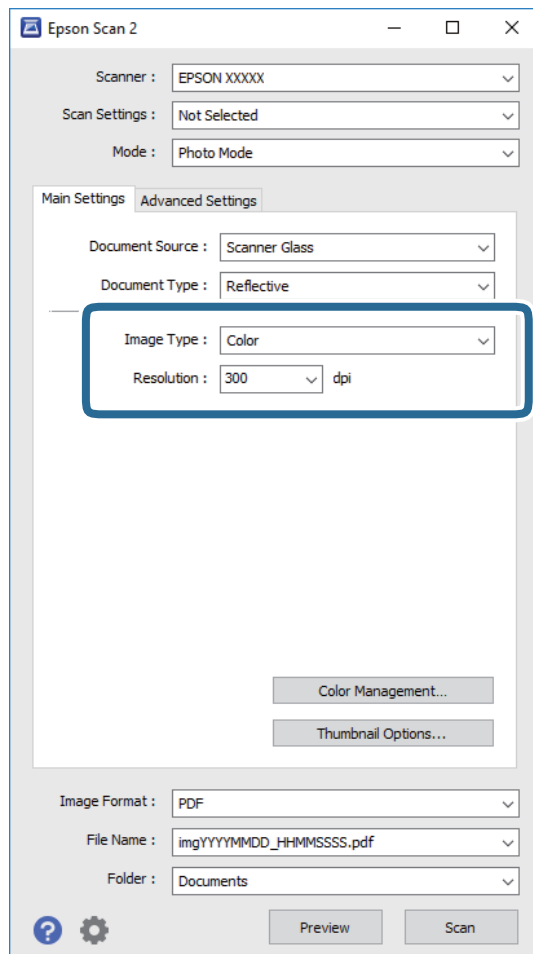 Epson Scan 2
Scanner : EPSON XXXXX
Scan Settings : Not Selected
Mode : Photo Mode
Main Settings Advanced Settings
Document Source : Scanner Glass
Document Type : Reflective
Image Type : Color
Resolution : 300 dpi
Color Management...
Thumbnail Options...
Image Format : PDF
File Name : imgYYYYMMDD_HHMMSSSS.pdf
Folder : Documents
? Preview Scan